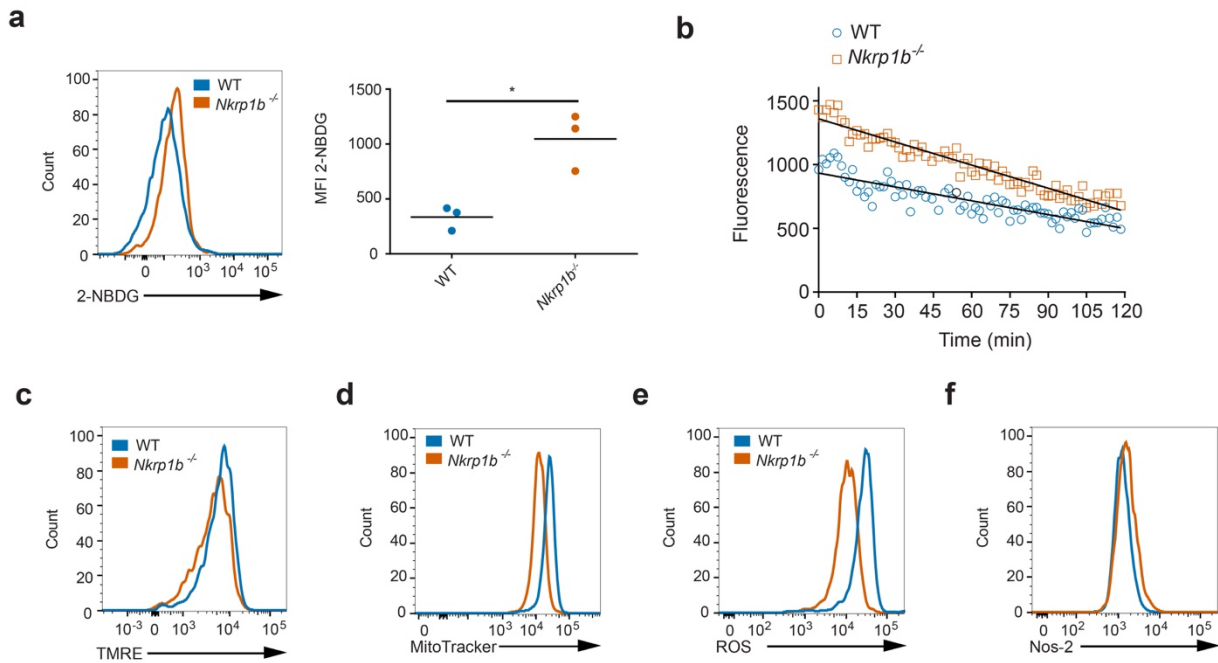 a
Count
100
80
60
40
20
0
WT
Nkrp1b -/-
0 10³ 10⁴ 10⁵
2-NBDG
MFI 2-NBDG
1500
1000
500
0
*
WT
Nkrp1b-/-
b
WT
Nkrp1b-/-
Fluorescence
1500
1000
500
0
0 15 30 45 60 75 90 105 120
Time (min)
c
Count
100
80
60
40
20
0
WT
Nkrp1b -/-
-10-3 0 10³ 10⁴ 10⁵
TMRE
d
Count
100
80
60
40
20
0
WT
Nkrp1b -/-
0 10³ 10⁴ 10⁵
MitoTracker
e
Count
100
80
60
40
20
0
WT
Nkrp1b -/-
0 10² 10³ 10⁴ 10⁵
ROS
f
Count
100
80
60
40
20
0
0 10² 10³ 10⁴ 10⁵
Nos-2